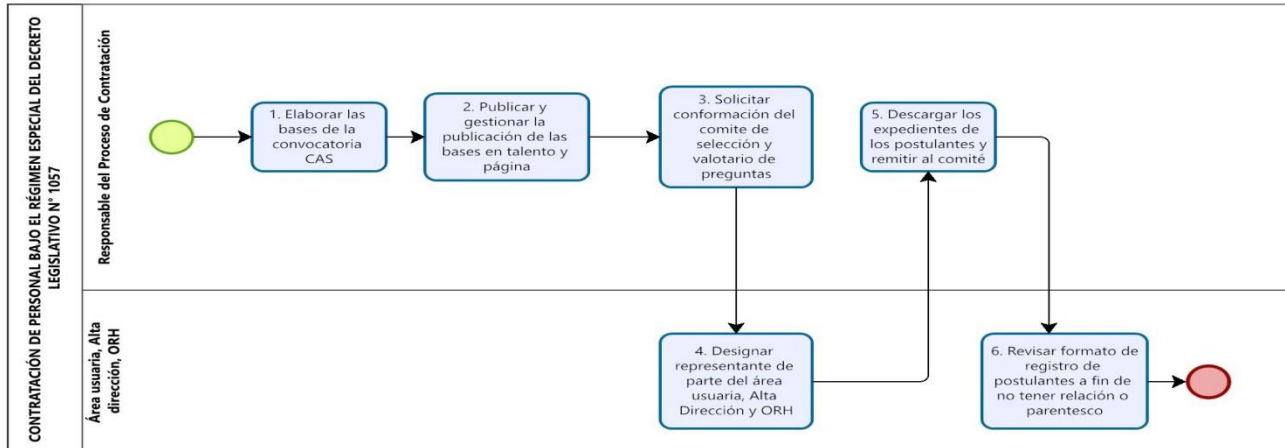 CONTRATACIÓN DE PERSONAL BAJO EL RÉGIMEN ESPECIAL DEL DECRETO
LEGISLATIVO N° 1057
Responsable del Proceso de Contratación
1. Elaborar las
bases de la
convocatoria
CAS
2. Publicar y
gestionar la
publicación de las
bases en talento y
página
3. Solicitar
conformación del
comite de
selección y
valotario de
preguntas
5. Descargar los
expedientes de
los postulantes y
remitir al comité
Área usuaria, Alta
dirección, ORH
4. Designar
representante de
parte del área
usuaria, Alta
Dirección y ORH
6. Revisar formato de
registro de
postulantes a fin de
no tener relación o
parentesco